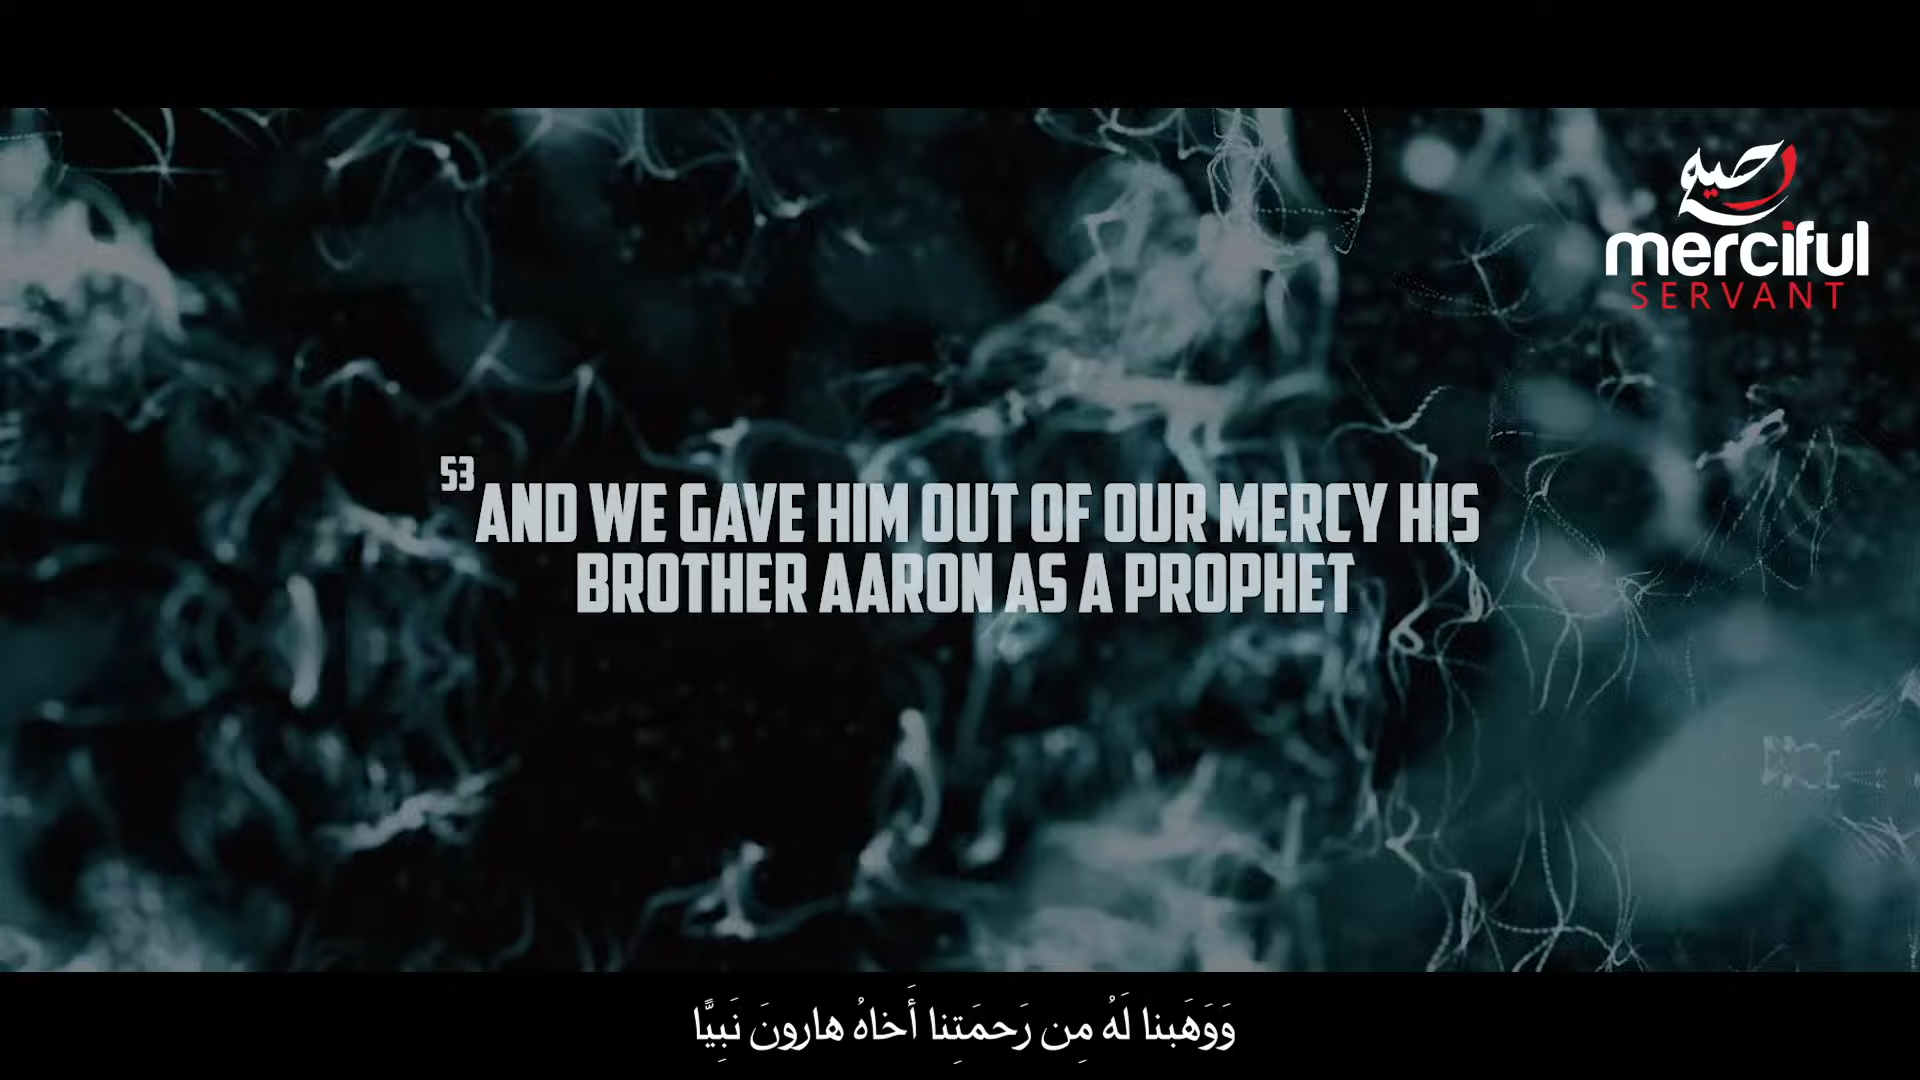 رحيم
merciful
SERVANT
53 AND WE GAVE HIM OUT OF OUR MERCY HIS
BROTHER AARON AS A PROPHET
وَوَهَبنا لَهُ مِن رَحمَتِنا أَخاهُ هارونَ نَبِيًّا